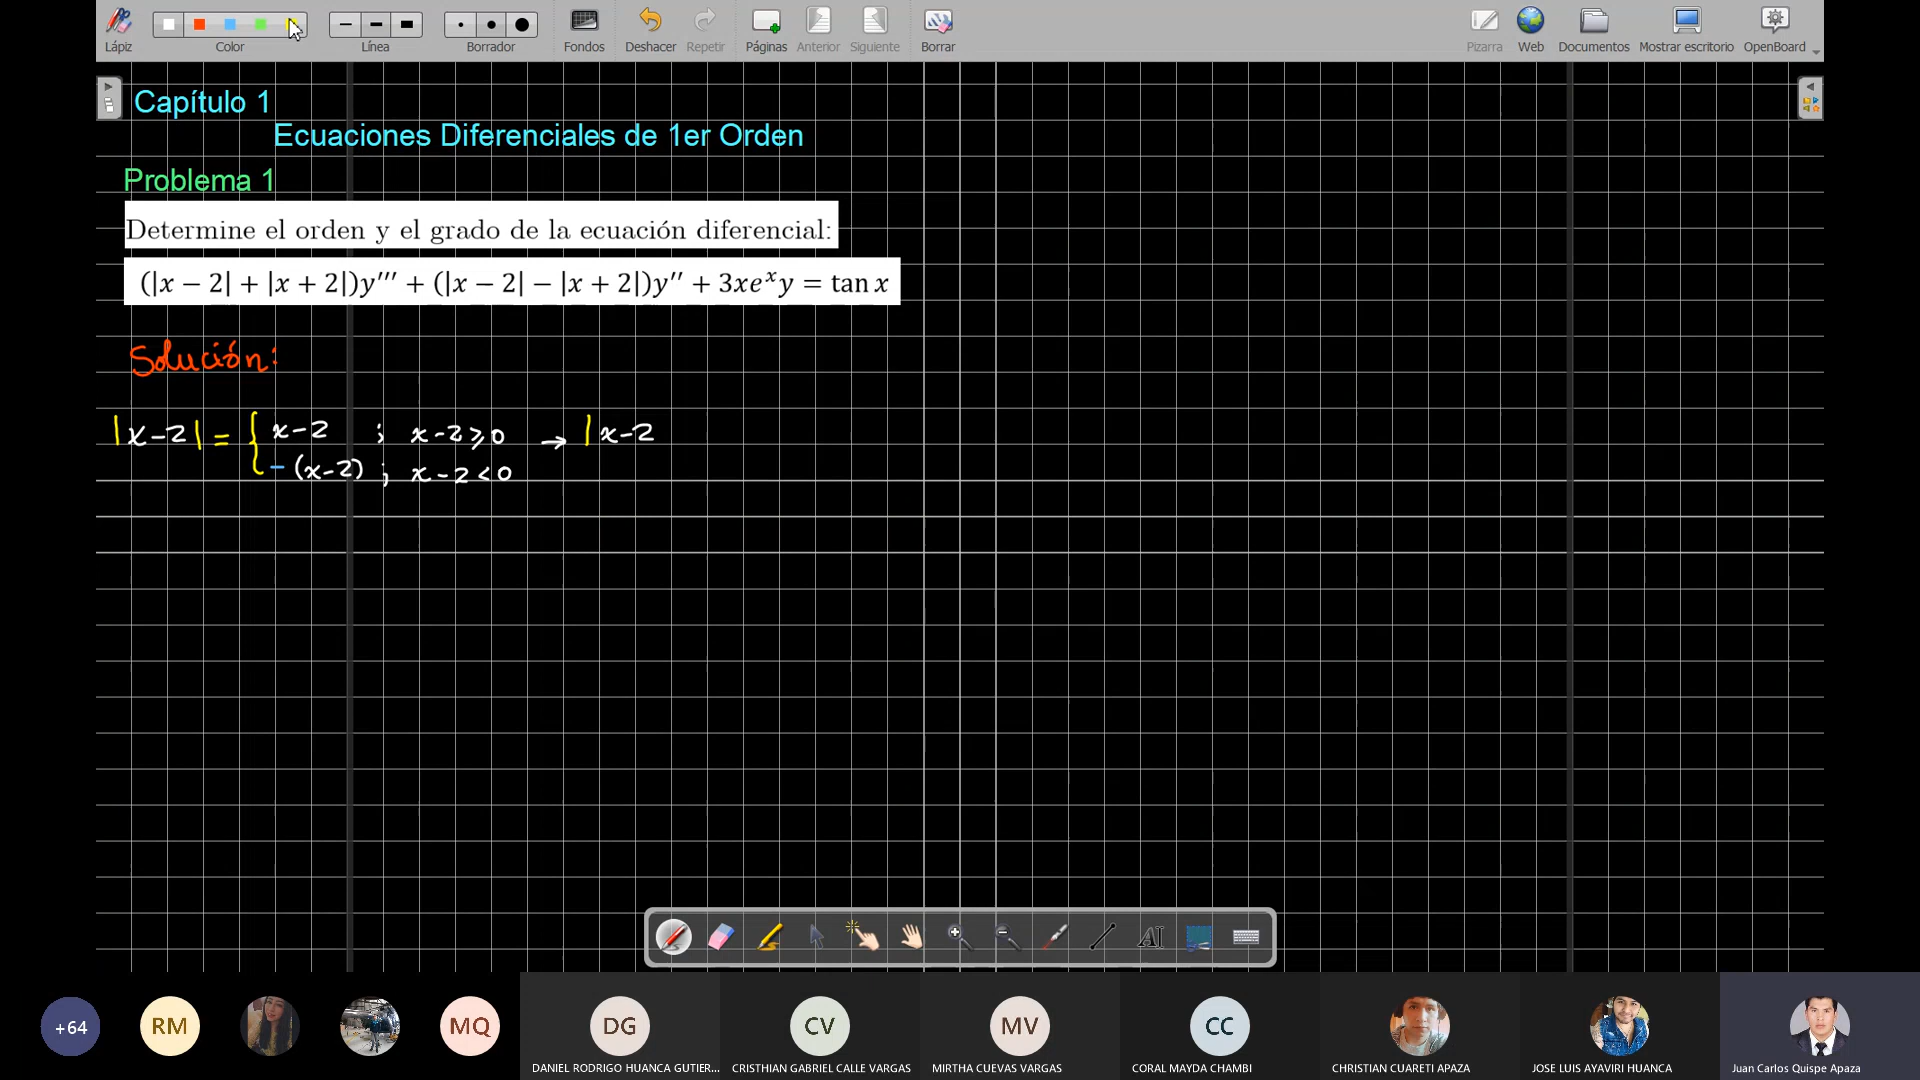 Lápiz Color Línea Borrador Fondos Deshacer Repetir Páginas Anterior Siguiente Borrar Pizarra Web Documentos Mostrar escritorio OpenBoard
Capítulo 1
Ecuaciones Diferenciales de 1er Orden
Problema 1
Determine el orden y el grado de la ecuación diferencial:
(|x − 2| + |x + 2|)y′′′ + (|x − 2| − |x + 2|)y′′ + 3xeˣy = tan x
Solución:
|x-2| = { x-2 ; x-2 ⩾ 0 → |x-2
-(x-2) ; x-2 < 0
+64 RM MQ DG CV MV CC
DANIEL RODRIGO HUANCA GUTIER... CRISTHIAN GABRIEL CALLE VARGAS MIRTHA CUEVAS VARGAS CORAL MAYDA CHAMBI CHRISTIAN CUARETI APAZA JOSE LUIS AYAVIRI HUANCA Juan Carlos Quispe Apaza